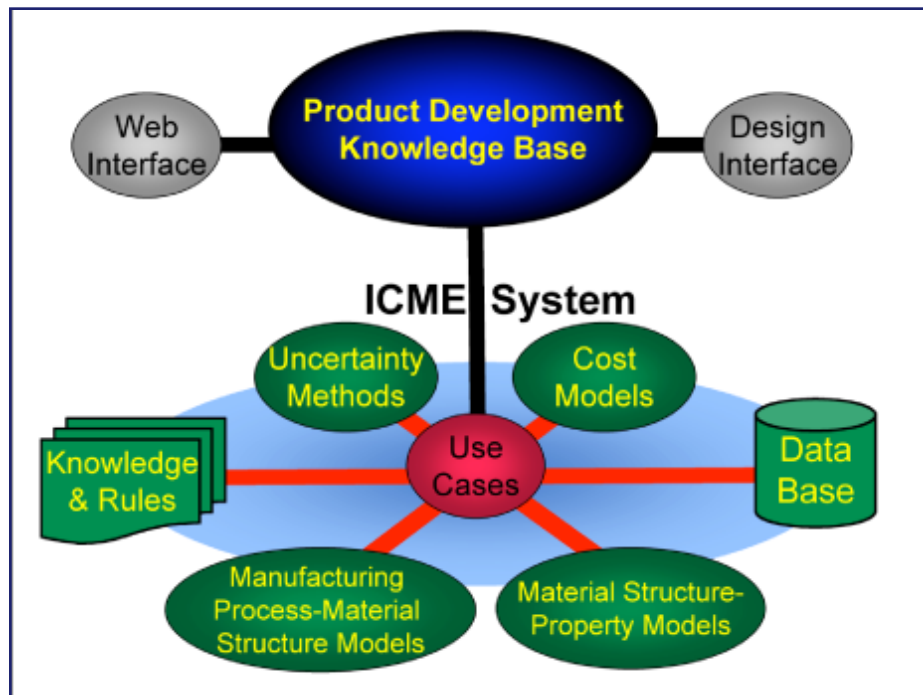 Product Development
Knowledge Base
Web
Interface
Design
Interface
ICME System
Uncertainty
Methods
Cost
Models
Knowledge
& Rules
Use
Cases
Data
Base
Manufacturing
Process-Material
Structure Models
Material Structure-
Property Models